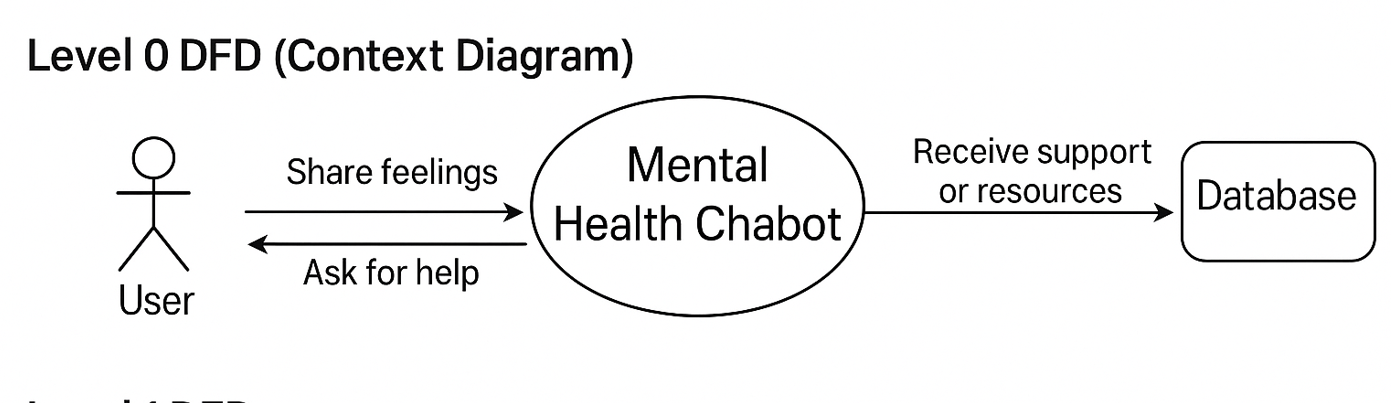 Level 0 DFD (Context Diagram)
Share feelings
Ask for help
User
Mental
Health Chabot
Receive support
or resources
Database